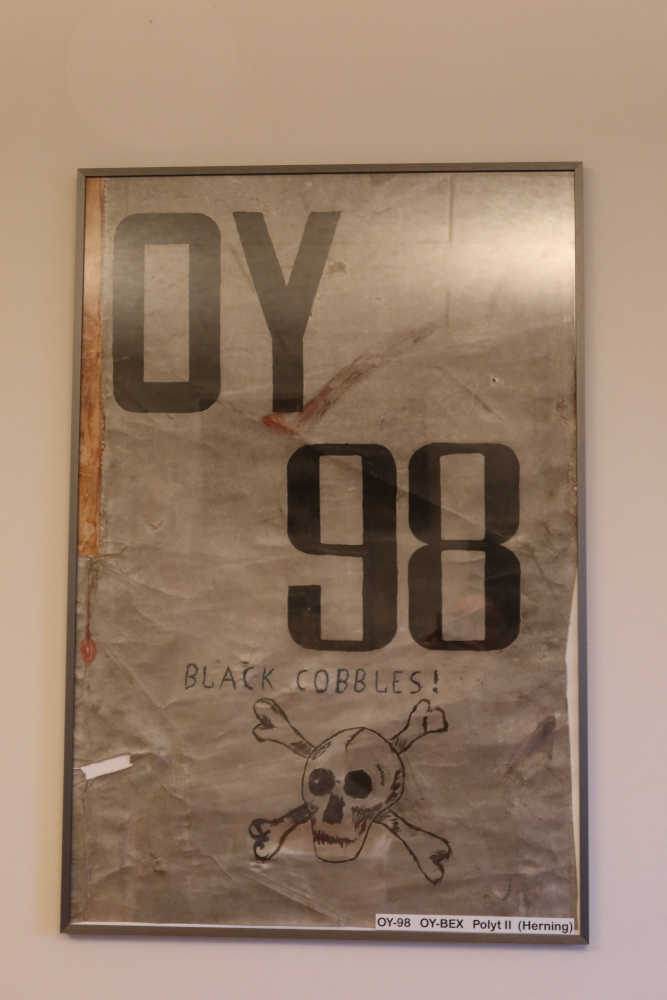 OY
98
BLACK COBBLES!
OY-98 OY-BEX Polyt II (Herning)